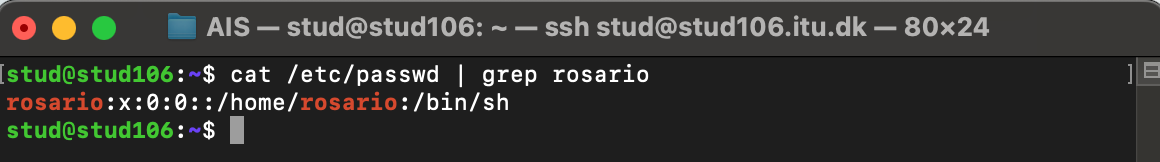 AIS — stud@stud106: ~ — ssh stud@stud106.itu.dk — 80×24
[stud@stud106:~$ cat /etc/passwd | grep rosario ]
rosario:x:0:0::/home/rosario:/bin/sh
stud@stud106:~$